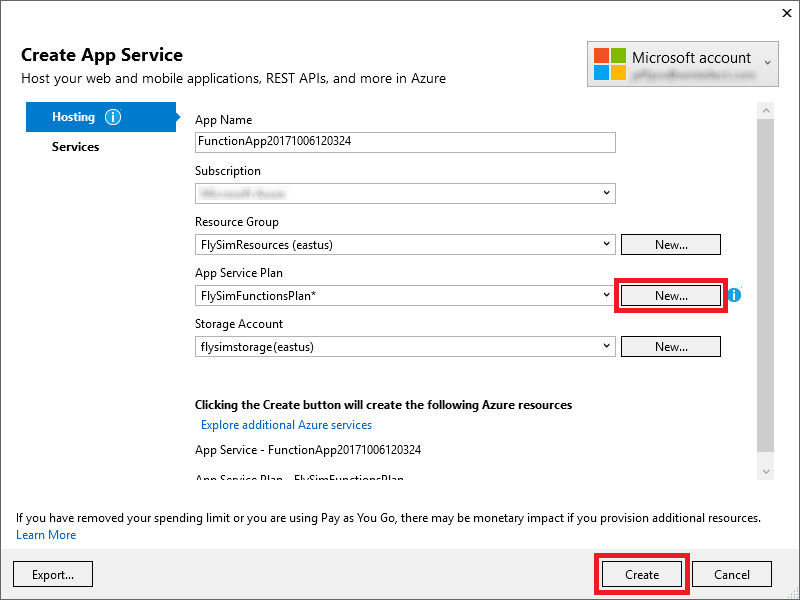 Create App Service
Host your web and mobile applications, REST APIs, and more in Azure
Microsoft account
Hosting
Services
App Name
FunctionApp20171006120324
Subscription
Resource Group
FlySimResources (eastus)
New...
App Service Plan
FlySimFunctionsPlan*
New...
Storage Account
flysimstorage(eastus)
New...
Clicking the Create button will create the following Azure resources
Explore additional Azure services
App Service - FunctionApp20171006120324
App Service Plan - FlySimFunctionsPlan
If you have removed your spending limit or you are using Pay as You Go, there may be monetary impact if you provision additional resources.
Learn More
Export...
Create
Cancel